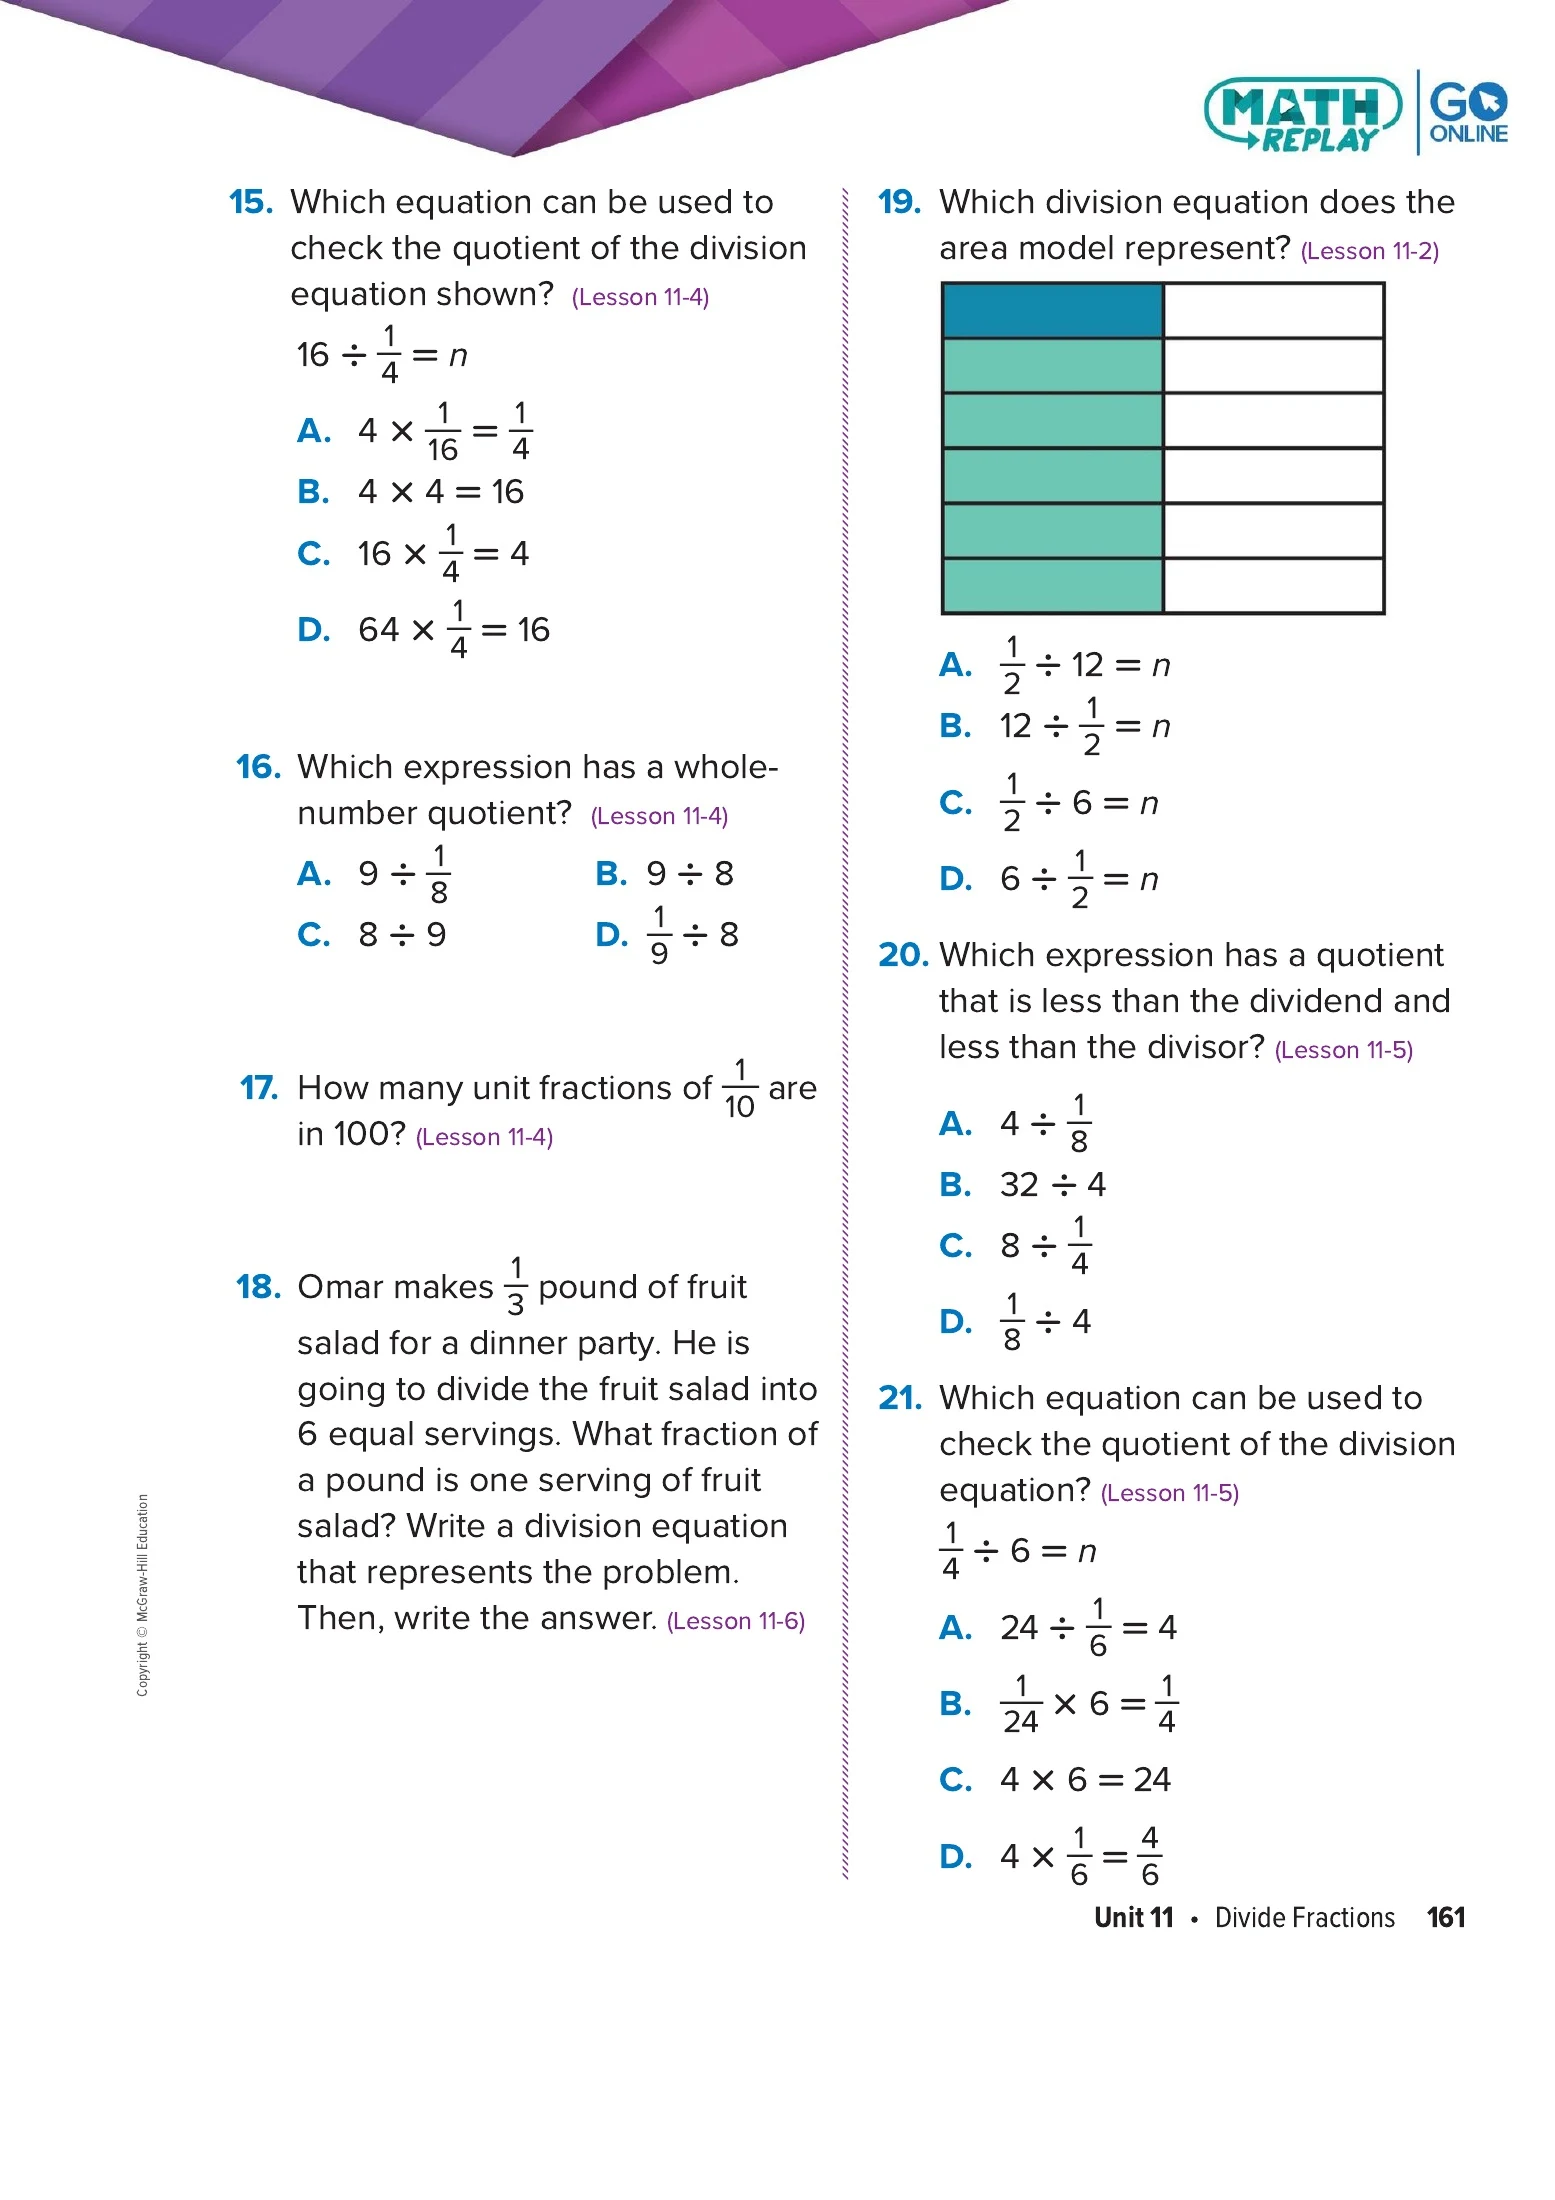 MATH
REPLAY
GO
ONLINE
15. Which equation can be used to
check the quotient of the division
equation shown? (Lesson 11-4)
16 ÷ 1/4 = n
A. 4 × 1/16 = 1/4
B. 4 × 4 = 16
C. 16 × 1/4 = 4
D. 64 × 1/4 = 16
16. Which expression has a whole-
number quotient? (Lesson 11-4)
A. 9 ÷ 1/8 B. 9 ÷ 8
C. 8 ÷ 9 D. 1/9 ÷ 8
17. How many unit fractions of 1/10 are
in 100? (Lesson 11-4)
18. Omar makes 1/3 pound of fruit
salad for a dinner party. He is
going to divide the fruit salad into
6 equal servings. What fraction of
a pound is one serving of fruit
salad? Write a division equation
that represents the problem.
Then, write the answer. (Lesson 11-6)
19. Which division equation does the
area model represent? (Lesson 11-2)
A. 1/2 ÷ 12 = n
B. 12 ÷ 1/2 = n
C. 1/2 ÷ 6 = n
D. 6 ÷ 1/2 = n
20. Which expression has a quotient
that is less than the dividend and
less than the divisor? (Lesson 11-5)
A. 4 ÷ 1/8
B. 32 ÷ 4
C. 8 ÷ 1/4
D. 1/8 ÷ 4
21. Which equation can be used to
check the quotient of the division
equation? (Lesson 11-5)
1/4 ÷ 6 = n
A. 24 ÷ 1/6 = 4
B. 1/24 × 6 = 1/4
C. 4 × 6 = 24
D. 4 × 1/6 = 4/6
Copyright © McGraw-Hill Education
Unit 11 • Divide Fractions 161